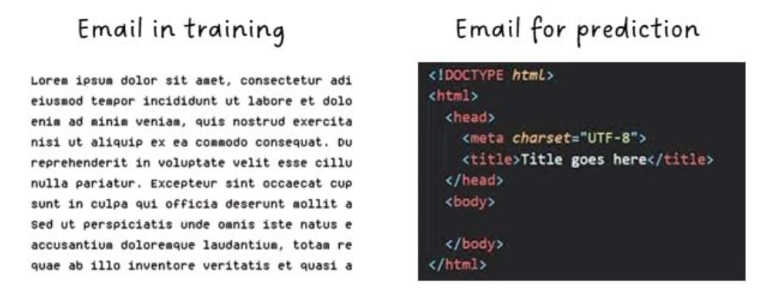 Email in training
Lorem ipsum dolor sit amet, consectetur adi
eiusmod tempor incididunt ut labore et dolo
enim ad minim veniam, quis nostrud exercita
nisi ut aliquip ex ea commodo consequat. Du
reprehenderit in voluptate velit esse cillu
nulla pariatur. Excepteur sint occaecat cup
sunt in culpa qui officia deserunt mollit a
Sed ut perspiciatis unde omnis iste natus e
accusantium doloremque laudantium, totam re
quae ab illo inventore veritatis et quasi a
Email for prediction
<!DOCTYPE html>
<html>
<head>
<meta charset="UTF-8">
<title>Title goes here</title>
</head>
<body>
</body>
</html>